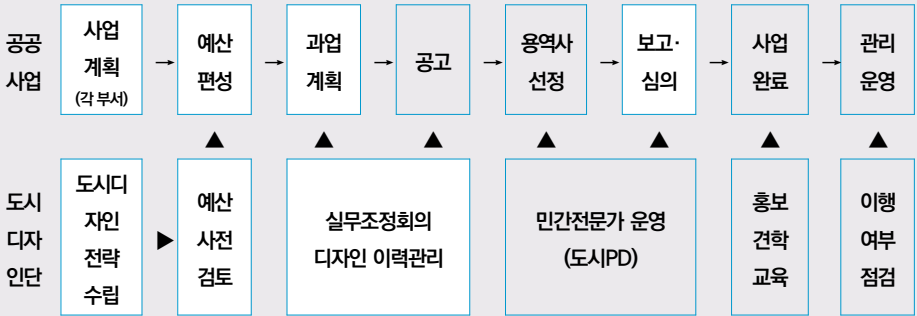 공공
사업
사업
계획
(각 부서)
→
예산
편성
→
과업
계획
→
공고
→
용역사
선정
→
보고·
심의
→
사업
완료
→
관리
운영
▲ ▲ ▲ ▲ ▲ ▲ ▲
도시
디자
인단
도시디
자인
전략
수립
▶
예산
사전
검토
실무조정회의
디자인 이력관리
민간전문가 운영
(도시PD)
홍보
견학
교육
이행
여부
점검